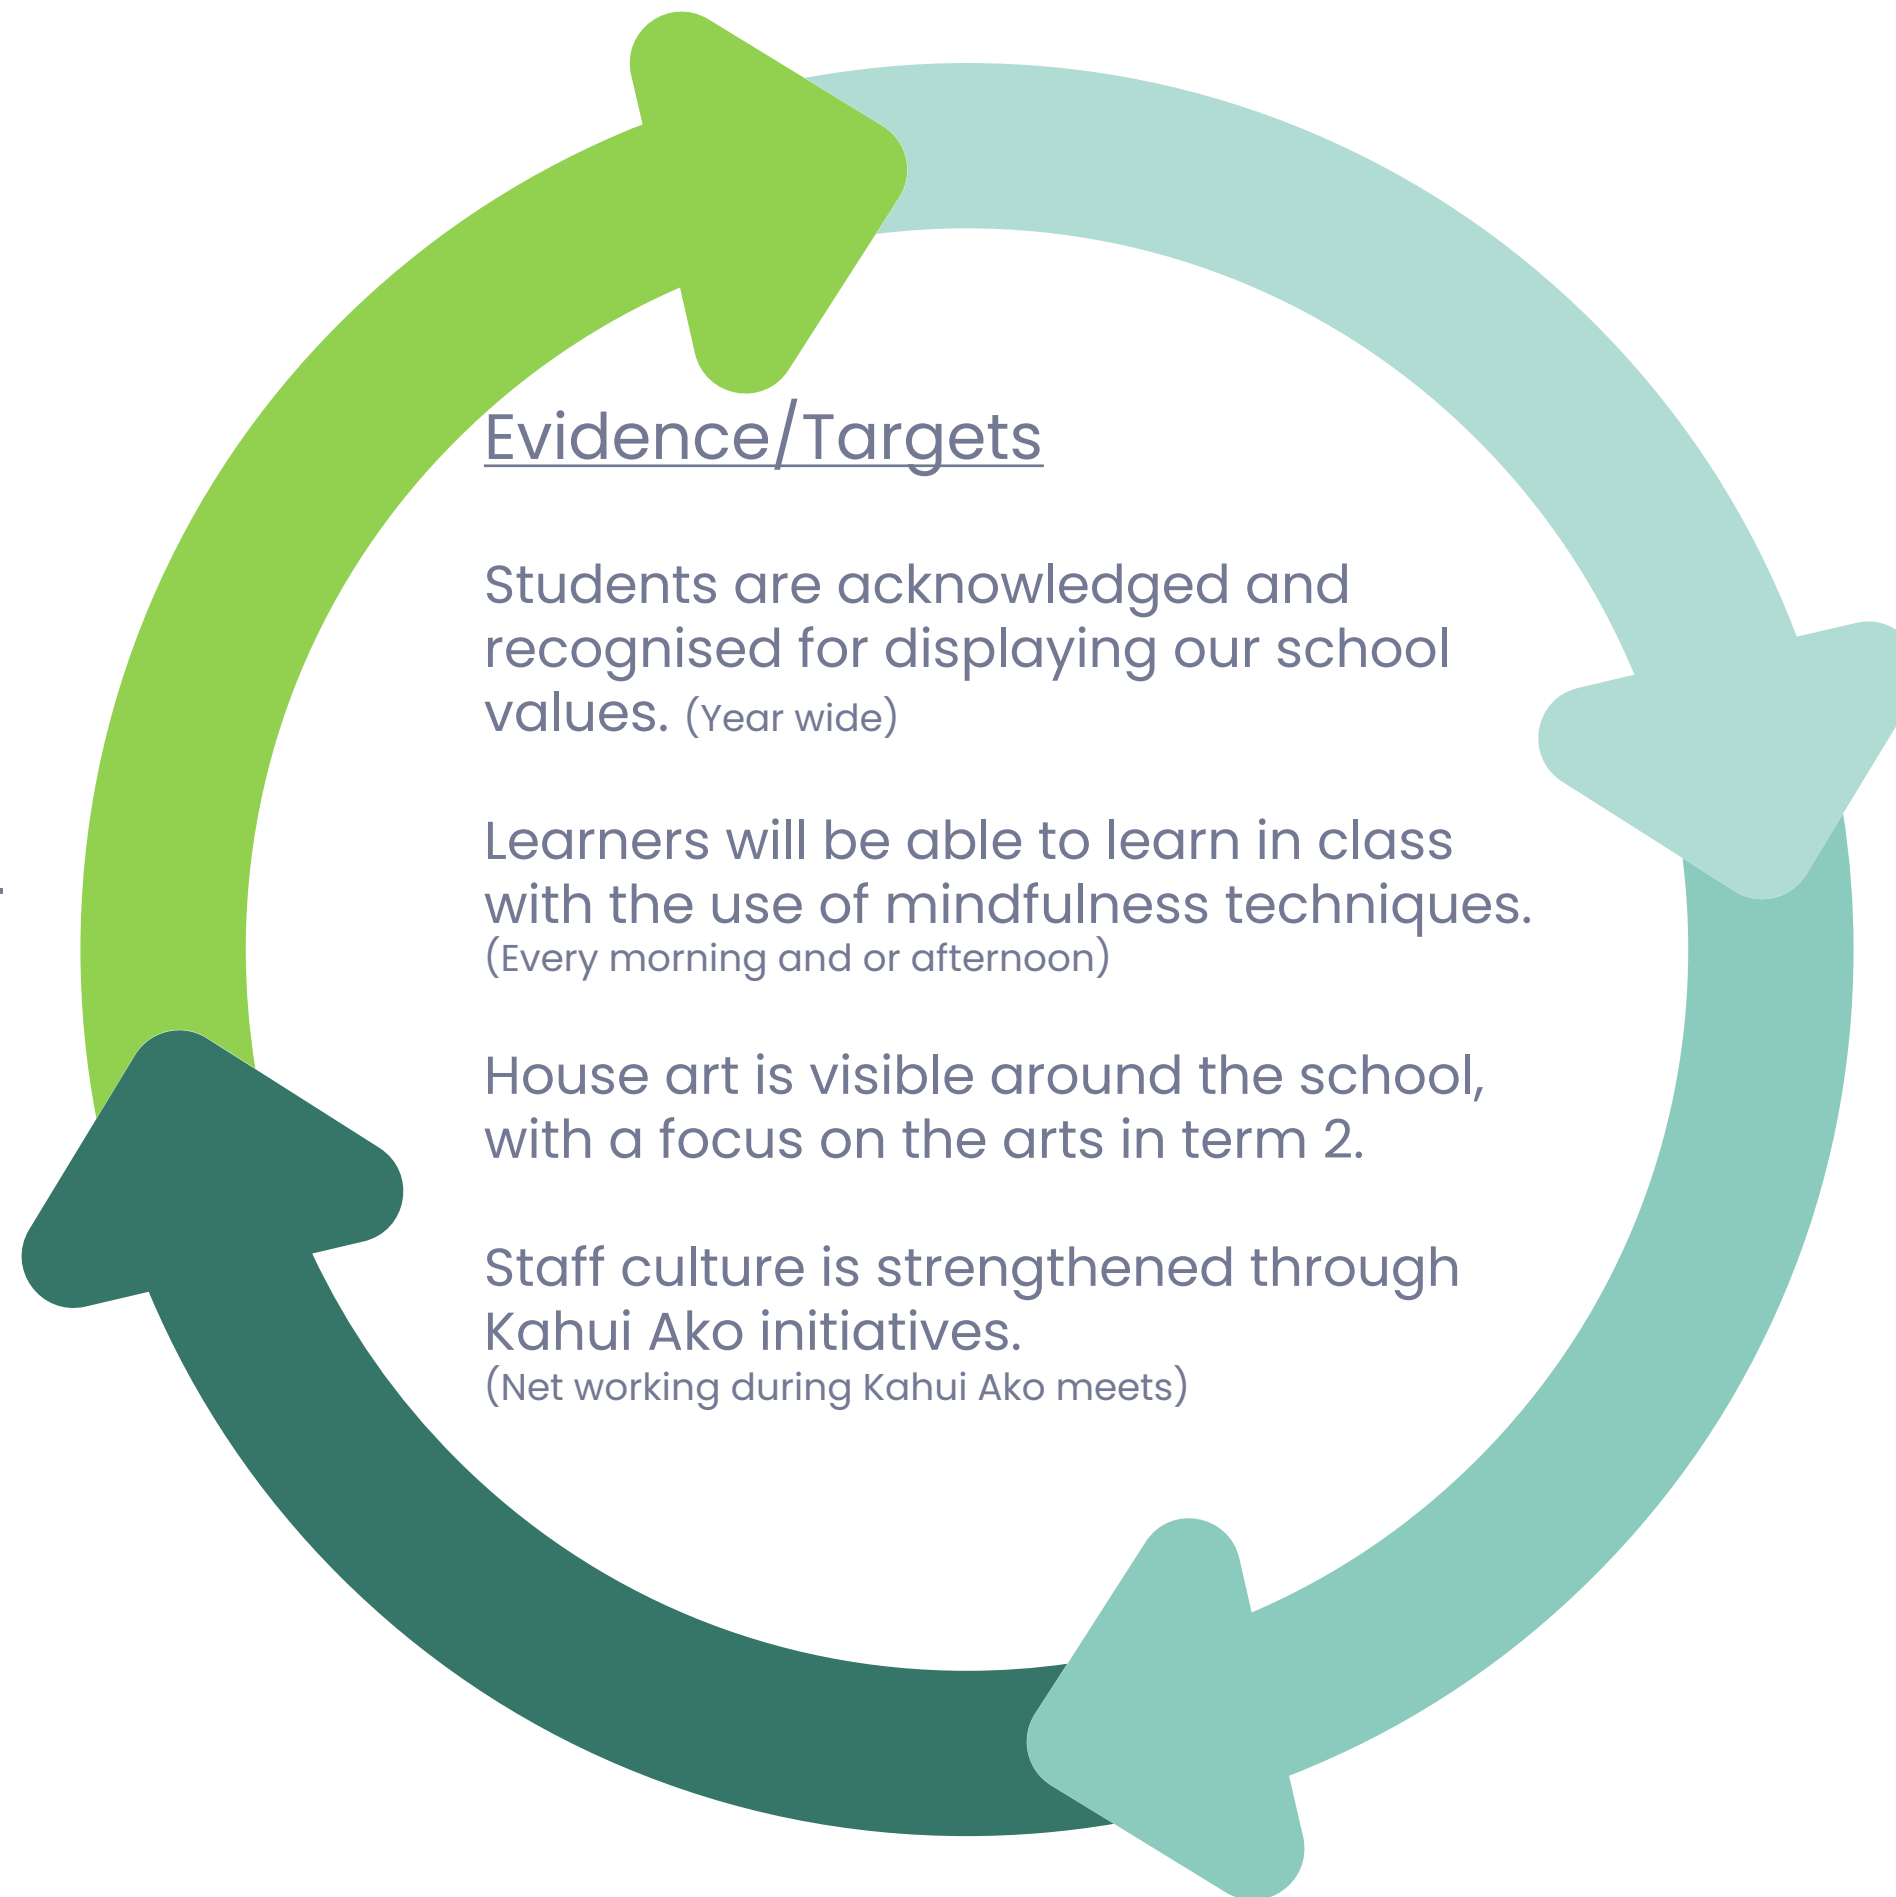 Evidence/Targets
Students are acknowledged and
recognised for displaying our school
values. (Year wide)
Learners will be able to learn in class
with the use of mindfulness techniques.
(Every morning and or afternoon)
House art is visible around the school,
with a focus on the arts in term 2.
Staff culture is strengthened through
Kahui Ako initiatives.
(Net working during Kahui Ako meets)